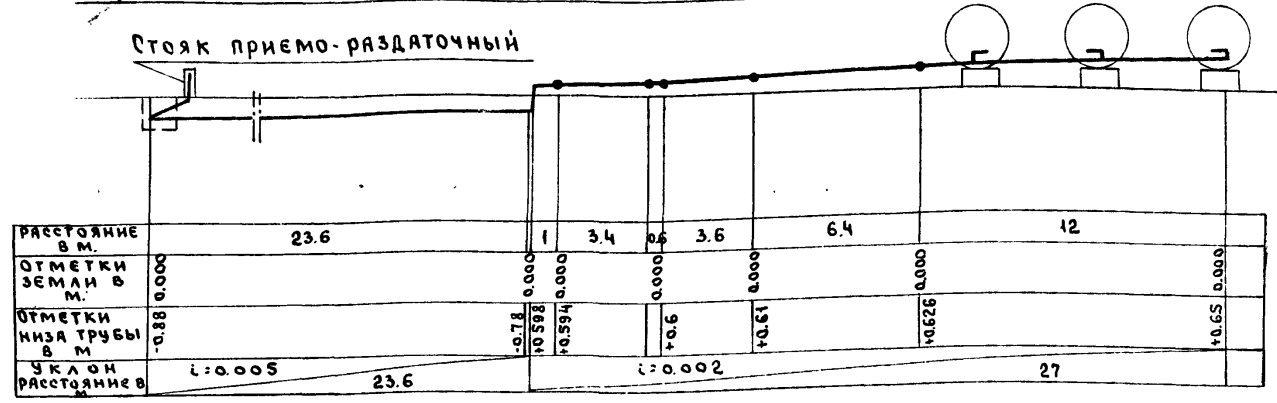 Стояк приемо-раздаточный
РАССТОЯНИЕ В М.
23.6 1 3.4 0.6 3.6 6.4 12
ОТМЕТКИ ЗЕМЛИ В М.
0.000 0.000 0.000 0.000 0.000 0.000 0.000
ОТМЕТКИ НИЗА ТРУБЫ В М
-0.88 -0.78 +0.598 +0.594 +0.6 +0.61 +0.626 +0.65
УКЛОН РАССТОЯНИЕ В М
i=0.005 23.6 i=0.002 27